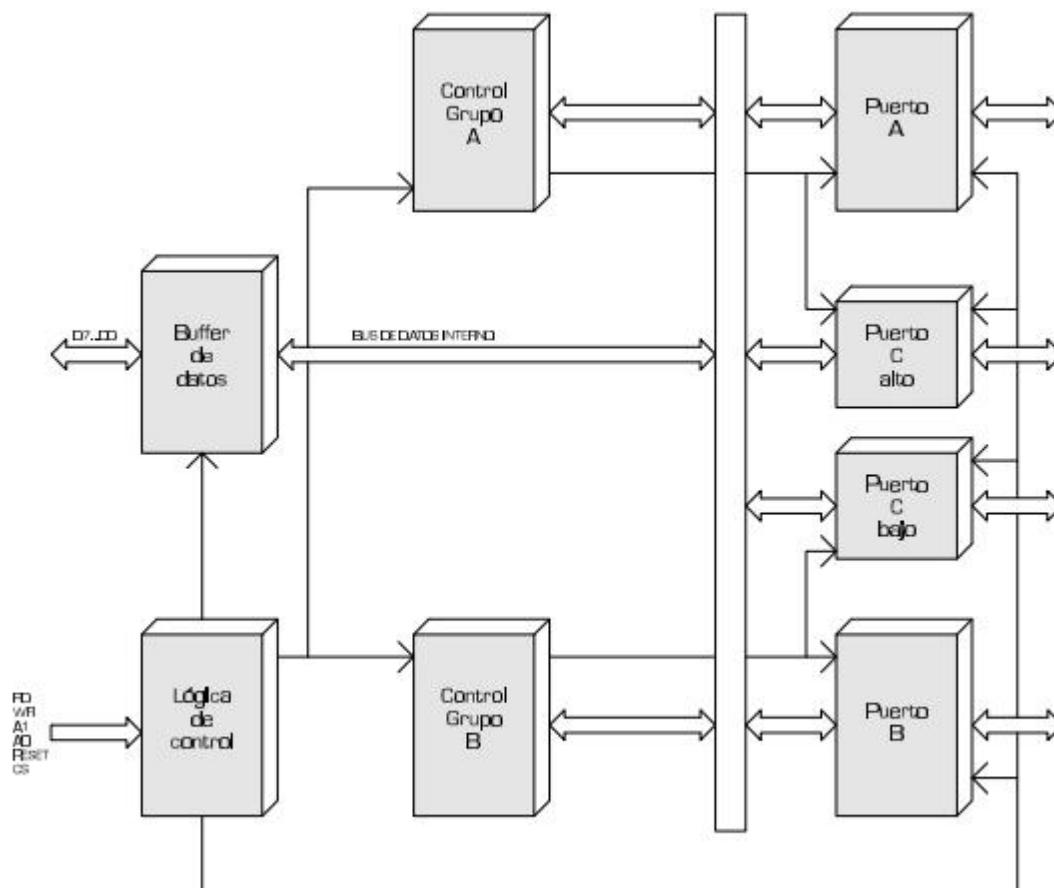 Control
Grupo
A
Puerto
A
D7...D0
Buffer
de
datos
BUS DE DATOS INTERNO
Puerto
C
alto
Puerto
C
bajo
RD
WR
A1
A0
RESET
CS
Lógica
de
control
Control
Grupo
B
Puerto
B